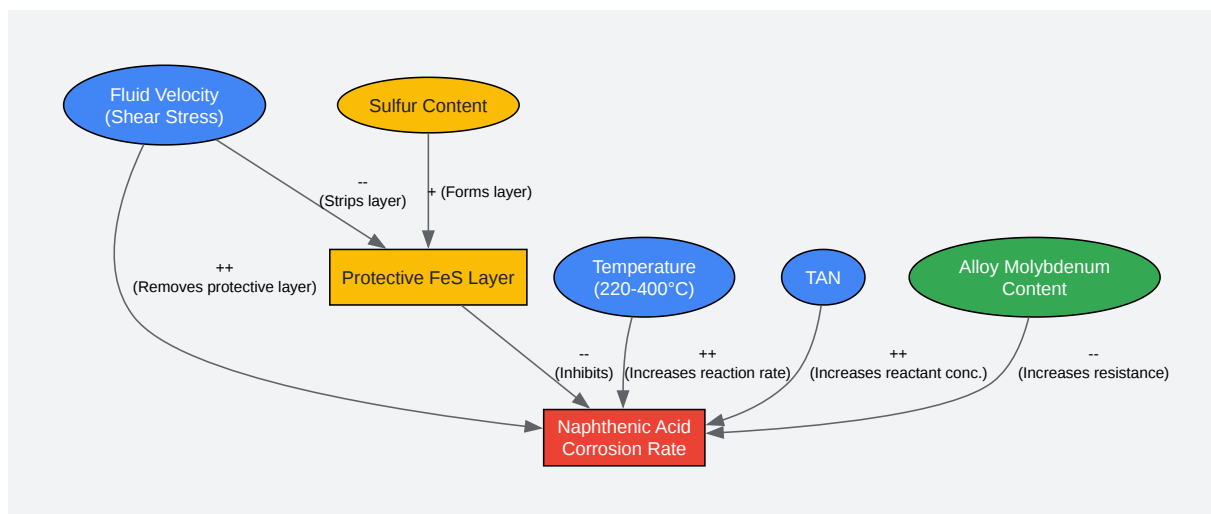 Fluid Velocity
(Shear Stress)
Sulfur Content
--
(Strips layer)
+ (Forms layer)
++
(Removes protective layer)
Protective FeS Layer
Temperature
(220-400°C)
TAN
Alloy Molybdenum
Content
--
(Inhibits)
++
(Increases reaction rate)
++
(Increases reactant conc.)
--
(Increases resistance)
Naphthenic Acid
Corrosion Rate